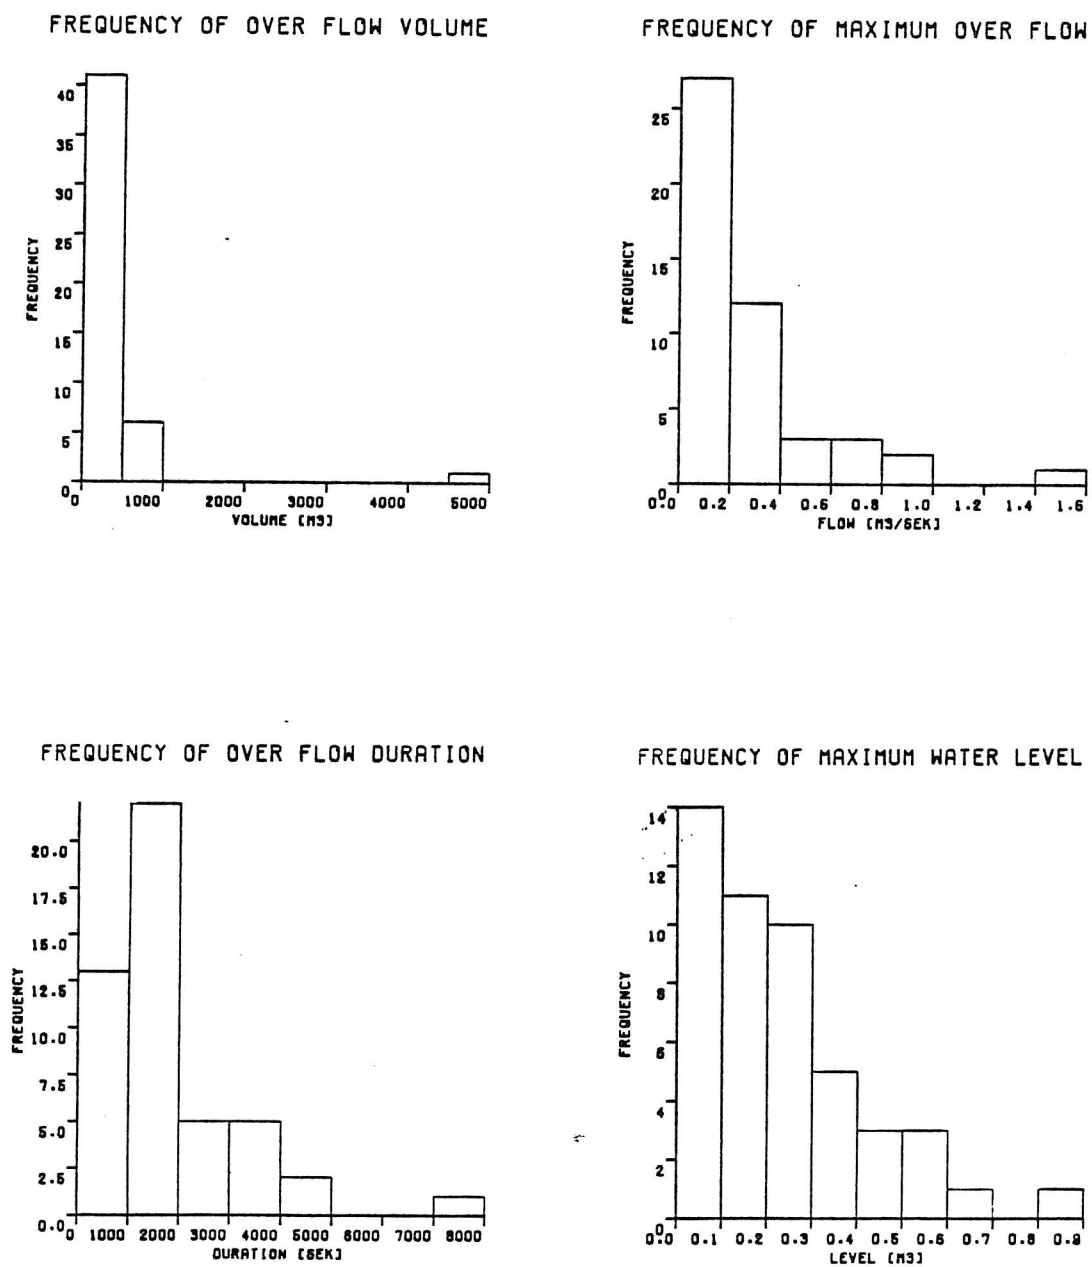 FREQUENCY OF OVER FLOW VOLUME
40
35
30
25
20
15
10
5
0
FREQUENCY
0 1000 2000 3000 4000 5000
VOLUME [M3]
FREQUENCY OF MAXIMUM OVER FLOW
25
20
15
10
5
0
FREQUENCY
0.0 0.2 0.4 0.6 0.8 1.0 1.2 1.4 1.6
FLOW [M3/SEK]
FREQUENCY OF OVER FLOW DURATION
20.0
17.5
15.0
12.5
10.0
7.5
5.0
2.5
0.0
FREQUENCY
0 1000 2000 3000 4000 5000 6000 7000 8000
DURATION [SEK]
FREQUENCY OF MAXIMUM WATER LEVEL
14
12
10
8
6
4
2
0
FREQUENCY
0.0 0.1 0.2 0.3 0.4 0.5 0.6 0.7 0.8 0.9
LEVEL [M3]